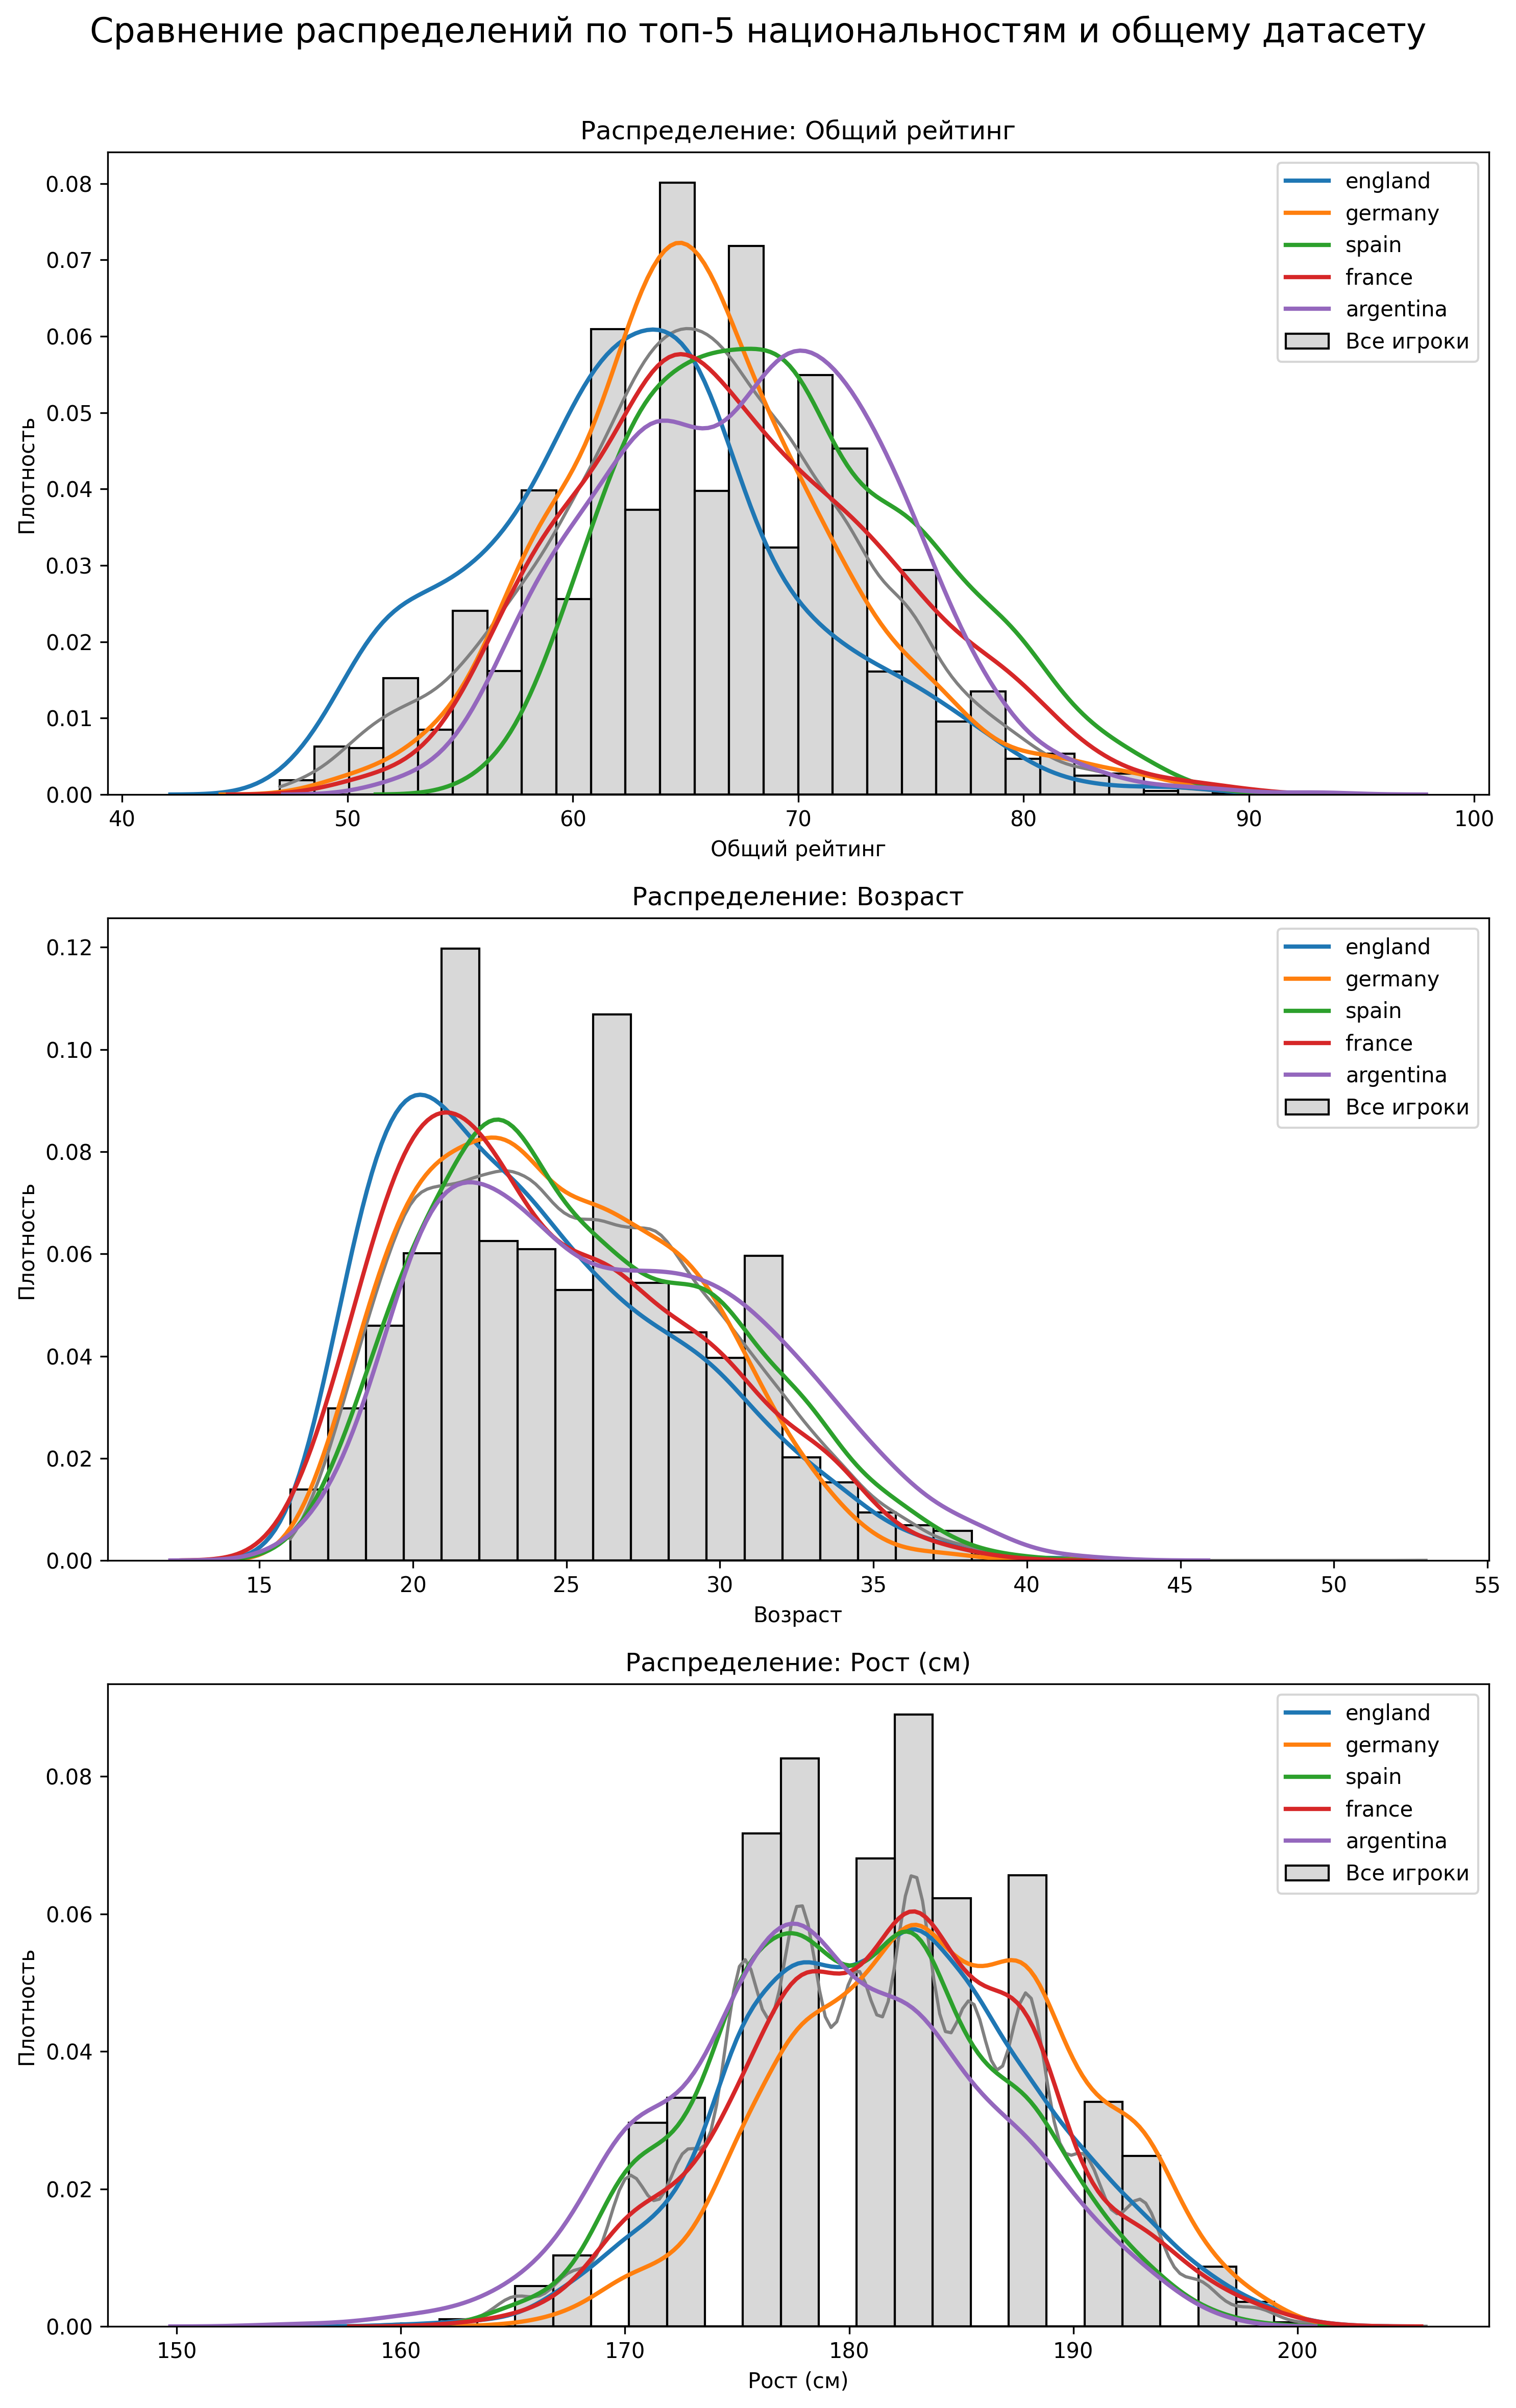 Сравнение распределений по топ-5 национальностям и общему датасету
Распределение: Общий рейтинг
0.08
0.07
0.06
0.05
0.04
0.03
0.02
0.01
0.00
Плотность
england
germany
spain
france
argentina
Все игроки
40 50 60 70 80 90 100
Общий рейтинг
Распределение: Возраст
0.12
0.10
0.08
0.06
0.04
0.02
0.00
Плотность
england
germany
spain
france
argentina
Все игроки
15 20 25 30 35 40 45 50 55
Возраст
Распределение: Рост (см)
0.08
0.06
0.04
0.02
0.00
Плотность
england
germany
spain
france
argentina
Все игроки
150 160 170 180 190 200
Рост (см)